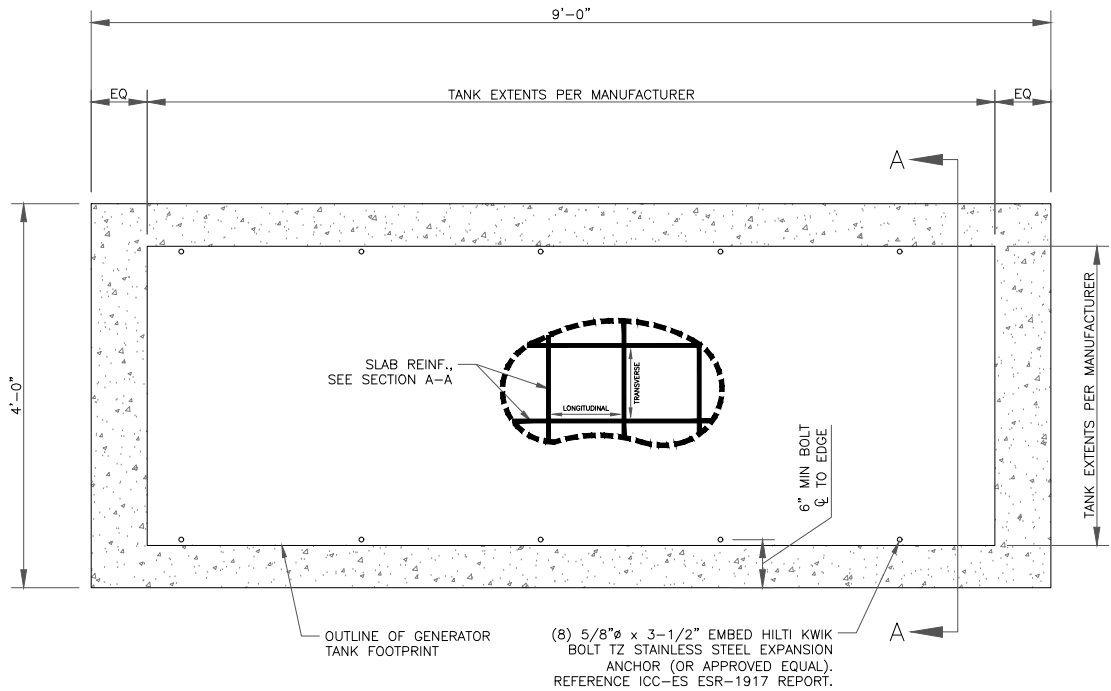 9'-0"
EQ
TANK EXTENTS PER MANUFACTURER
EQ
A
4'-0"
TANK EXTENTS PER MANUFACTURER
SLAB REINF.,
SEE SECTION A-A
TRANSVERSE
LONGITUDINAL
6" MIN BOLT
℄ TO EDGE
OUTLINE OF GENERATOR
TANK FOOTPRINT
(8) 5/8"ø x 3-1/2" EMBED HILTI KWIK
BOLT TZ STAINLESS STEEL EXPANSION
ANCHOR (OR APPROVED EQUAL).
REFERENCE ICC-ES ESR-1917 REPORT.
A